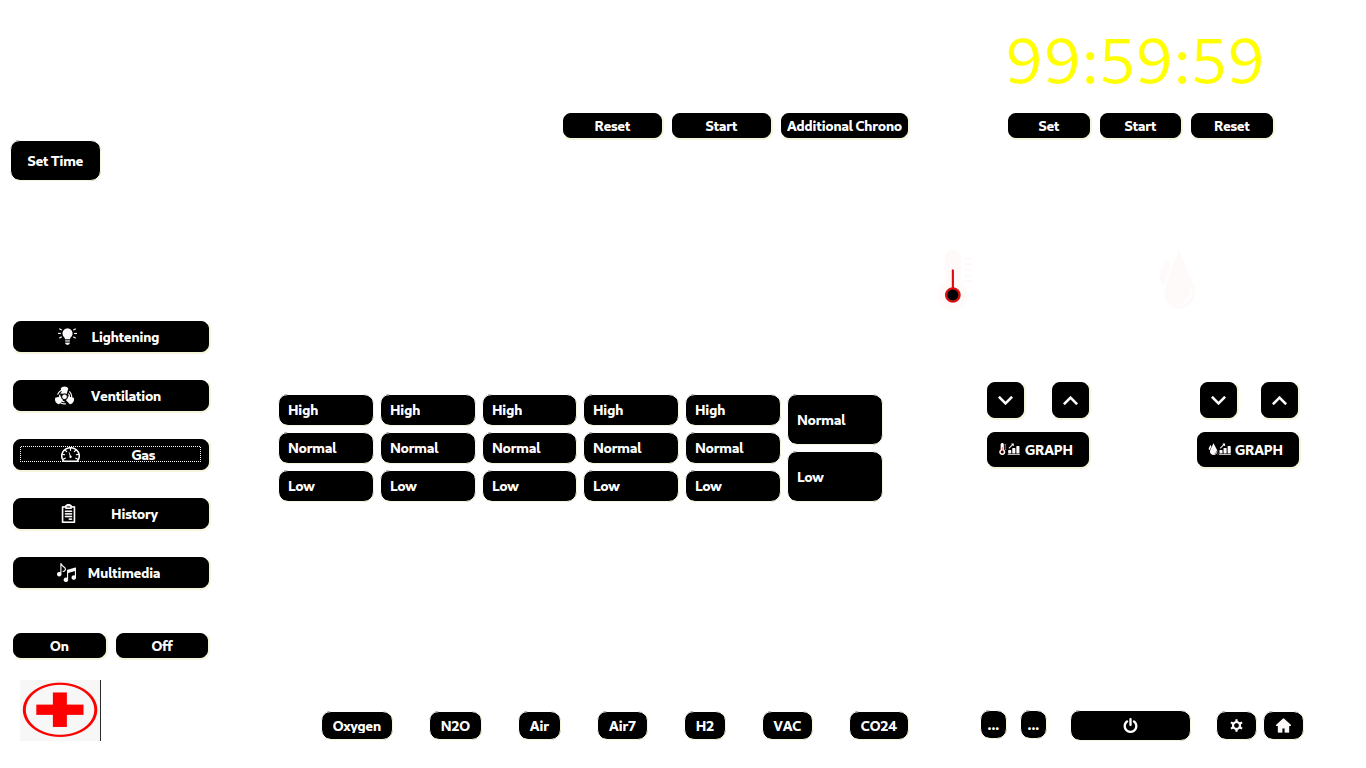 99:59:59
Reset Start Additional Chrono Set Start Reset
Set Time
Lightening
Ventilation
High High High High High Normal
Normal Normal Normal Normal Normal
Gas GRAPH GRAPH
Low Low Low Low Low Low
History
Multimedia
On Off
Oxygen N2O Air Air7 H2 VAC CO24 ... ...